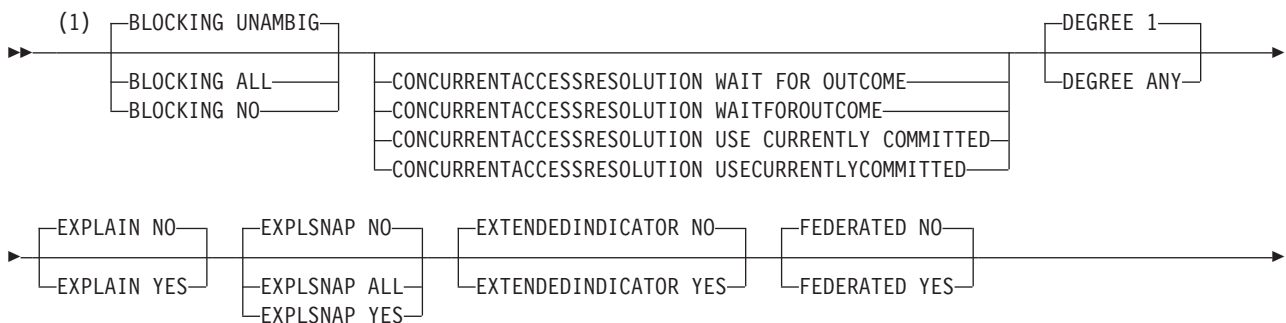 (1)
BLOCKING UNAMBIG
BLOCKING ALL
BLOCKING NO
CONCURRENTACCESSRESOLUTION WAIT FOR OUTCOME
CONCURRENTACCESSRESOLUTION WAITFOROUTCOME
CONCURRENTACCESSRESOLUTION USE CURRENTLY COMMITTED
CONCURRENTACCESSRESOLUTION USECURRENTLYCOMMITTED
DEGREE 1
DEGREE ANY
EXPLAIN NO
EXPLAIN YES
EXPLSNAP NO
EXPLSNAP ALL
EXPLSNAP YES
EXTENDEDINDICATOR NO
EXTENDEDINDICATOR YES
FEDERATED NO
FEDERATED YES